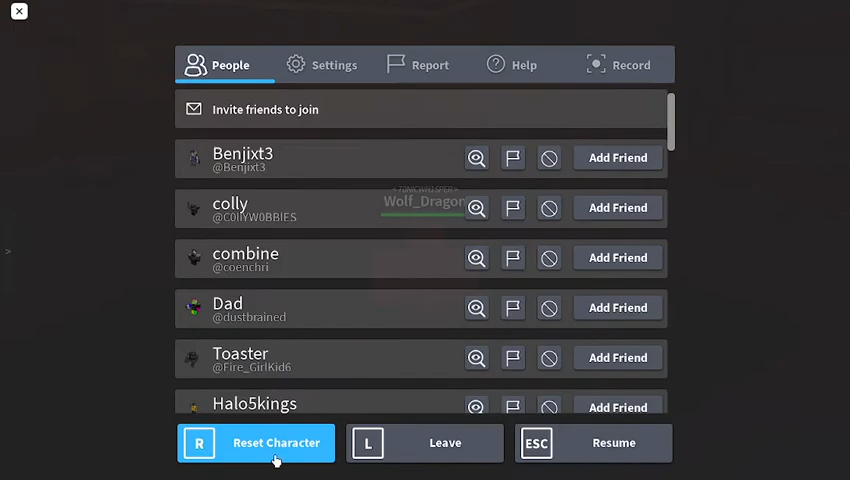 People
Settings
Report
Help
Record
Invite friends to join
Benjixt3
@Benjixt3
Add Friend
colly
Add Friend
Wolf_Dragon
combine
@coenchri
Add Friend
Dad
@dustbrained
Add Friend
Toaster
@Fire_GirlKid6
Add Friend
Halo5kings
Add Friend
R Reset Character
L Leave
ESC Resume